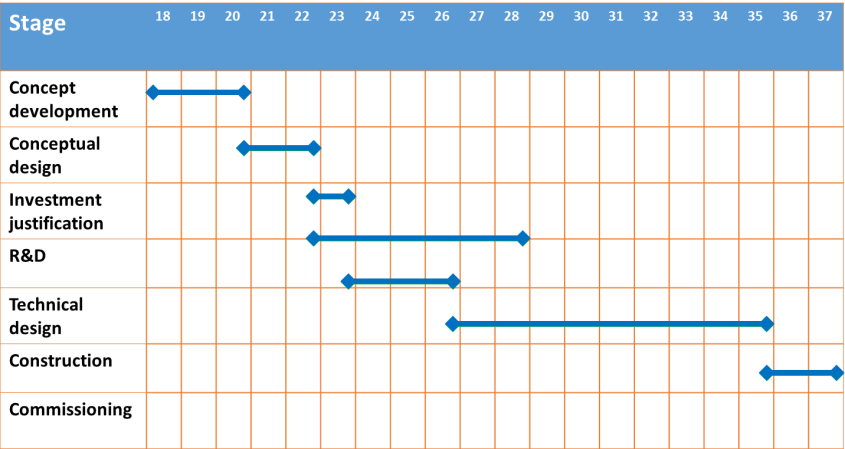 Stage 18 19 20 21 22 23 24 25 26 27 28 29 30 31 32 33 34 35 36 37
Concept
development
Conceptual
design
Investment
justification
R&D
Technical
design
Construction
Commissioning